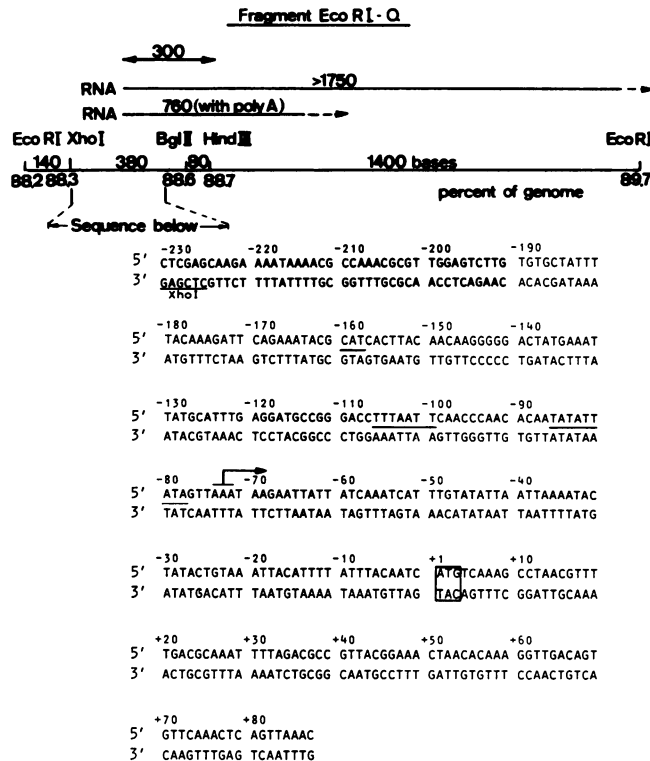 Fragment Eco RI-Q
300
RNA >1750
RNA 760 (with poly A)
Eco RI XhoI BglII HindIII Eco RI
140 380 80 1400 bases
88,2 88.3 88.6 88.7 percent of genome 89.7
Sequence below
-230 -220 -210 -200 -190
5' CTCGAGCAAGA AAATAAAACG CCAAACGCGTT GGAGTCTTG TGTGCTATTT
3' GAGCTCGTTCT TTTATTTTGC GGTTTGCGCAA ACCTCAGAAC ACACGATAAA
XhoI
-180 -170 -160 -150 -140
5' TACAAAGATT CAGAAATACG CATCACTTAC AACAAGGGGG ACTATGAAAT
3' ATGTTTCTAA GTCTTTATGC GTAGTGAATG TTGTTCCCCC TGATACTTTA
-130 -120 -110 -100 -90
5' TATGCATTTG AGGATGCCGG GACCTTTAAT TCAACCCAAC ACAATATATT
3' ATACGTAAAC TCCTACGGCC CTGGAAATTA AGTTGGGTTG TGTTATATAA
-80 -70 -60 -50 -40
5' ATAGTTAAAT AAGAATTATT ATCAAATCAT TTGTATATTA ATTAAAATAC
3' TATCAATTTA TTCTTAATAA TAGTTTAGTA AACATATAAT TAATTTTATG
-30 -20 -10 +1 +10
5' TATACTGTAA ATTACATTTT ATTTACAATC ATGTCAAAG CCTAACGTTT
3' ATATGACATT TAATGTAAAA TAAATGTTAG TACAGTTTC GGATTGCAAA
+20 +30 +40 +50 +60
5' TGACGCAAAT TTTAGACGCC GTTACGGAAA CTAACACAAA GGTTGACAGT
3' ACTGCGTTTA AAATCTGCGG CAATGCCTTT GATTGTGTTT CCAACTGTCA
+70 +80
5' GTTCAAACTC AGTTAAAC
3' CAAGTTTGAG TCAATTTG